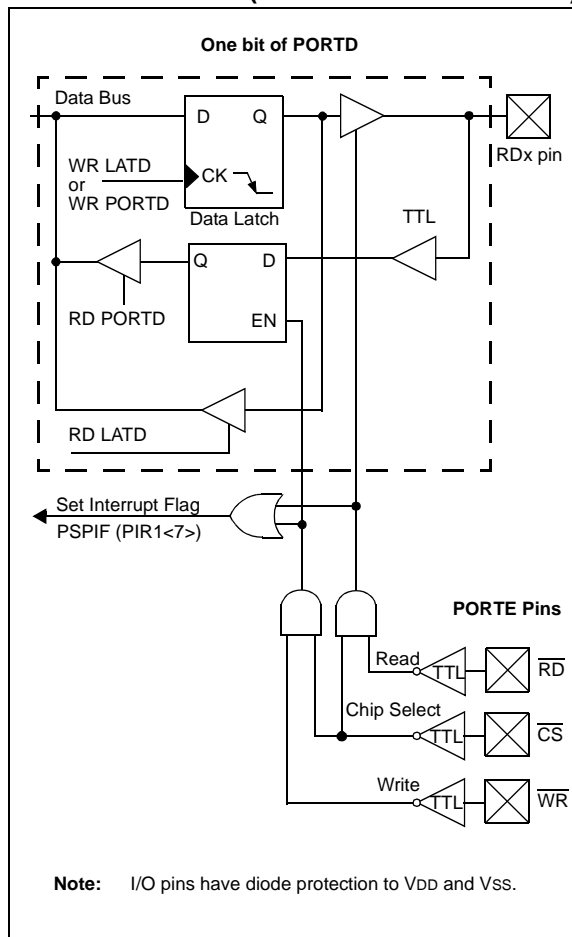 One bit of PORTD
Data Bus
D Q
RDx pin
WR LATD
or
WR PORTD
CK
Data Latch
TTL
Q D
EN
RD PORTD
RD LATD
Set Interrupt Flag
PSPIF (PIR1<7>)
PORTE Pins
Read
TTL
RD
Chip Select
TTL
CS
Write
TTL
WR
Note: I/O pins have diode protection to VDD and VSS.